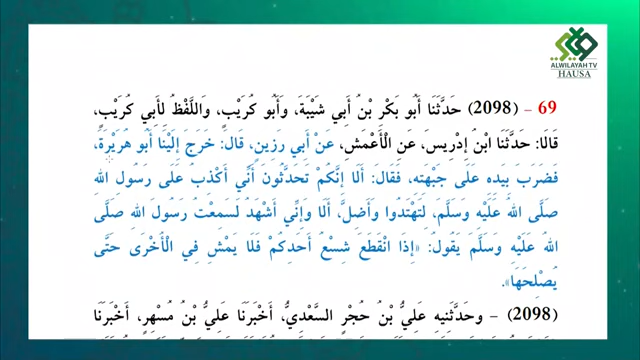 ALWILAYAH TV
HAUSA
69 - (2098) حَدَّثَنَا أَبُو بَكْرِ بْنُ أَبِي شَيْبَةَ، وَأَبُو كُرَيْبٍ، وَاللَّفْظُ لأَبِي كُرَيْبٍ،
قَالَا: حَدَّثَنَا ابْنُ إِدْرِيسَ، عَنِ الْأَعْمَشِ، عَنْ أَبِي رَزِينٍ، قَالَ: خَرَجَ إِلَيْنَا أَبُو هُرَيْرَةَ،
فَضَرَبَ بِيَدِهِ عَلَى جَبْهَتِهِ، فَقَالَ: أَلَا إِنَّكُمْ تَحَدَّثُونَ أَنِّي أَكْذِبُ عَلَى رَسُولِ اللهِ
صَلَّى اللهُ عَلَيْهِ وَسَلَّمَ، لِتَهْتَدُوا وَأَضِلَّ، أَلَا وَإِنِّي أَشْهَدُ لَسَمِعْتُ رَسُولَ اللهِ صَلَّى
اللهُ عَلَيْهِ وَسَلَّمَ يَقُولُ: «إِذَا انْقَطَعَ شِسْعُ أَحَدِكُمْ فَلَا يَمْشِ فِي الْأُخْرَى حَتَّى
يُصْلِحَهَا».
(2098) - وحَدَّثَنِيهِ عَلِيُّ بْنُ حُجْرٍ السَّعْدِيُّ، أَخْبَرَنَا عَلِيُّ بْنُ مُسْهِرٍ، أَخْبَرَنَا